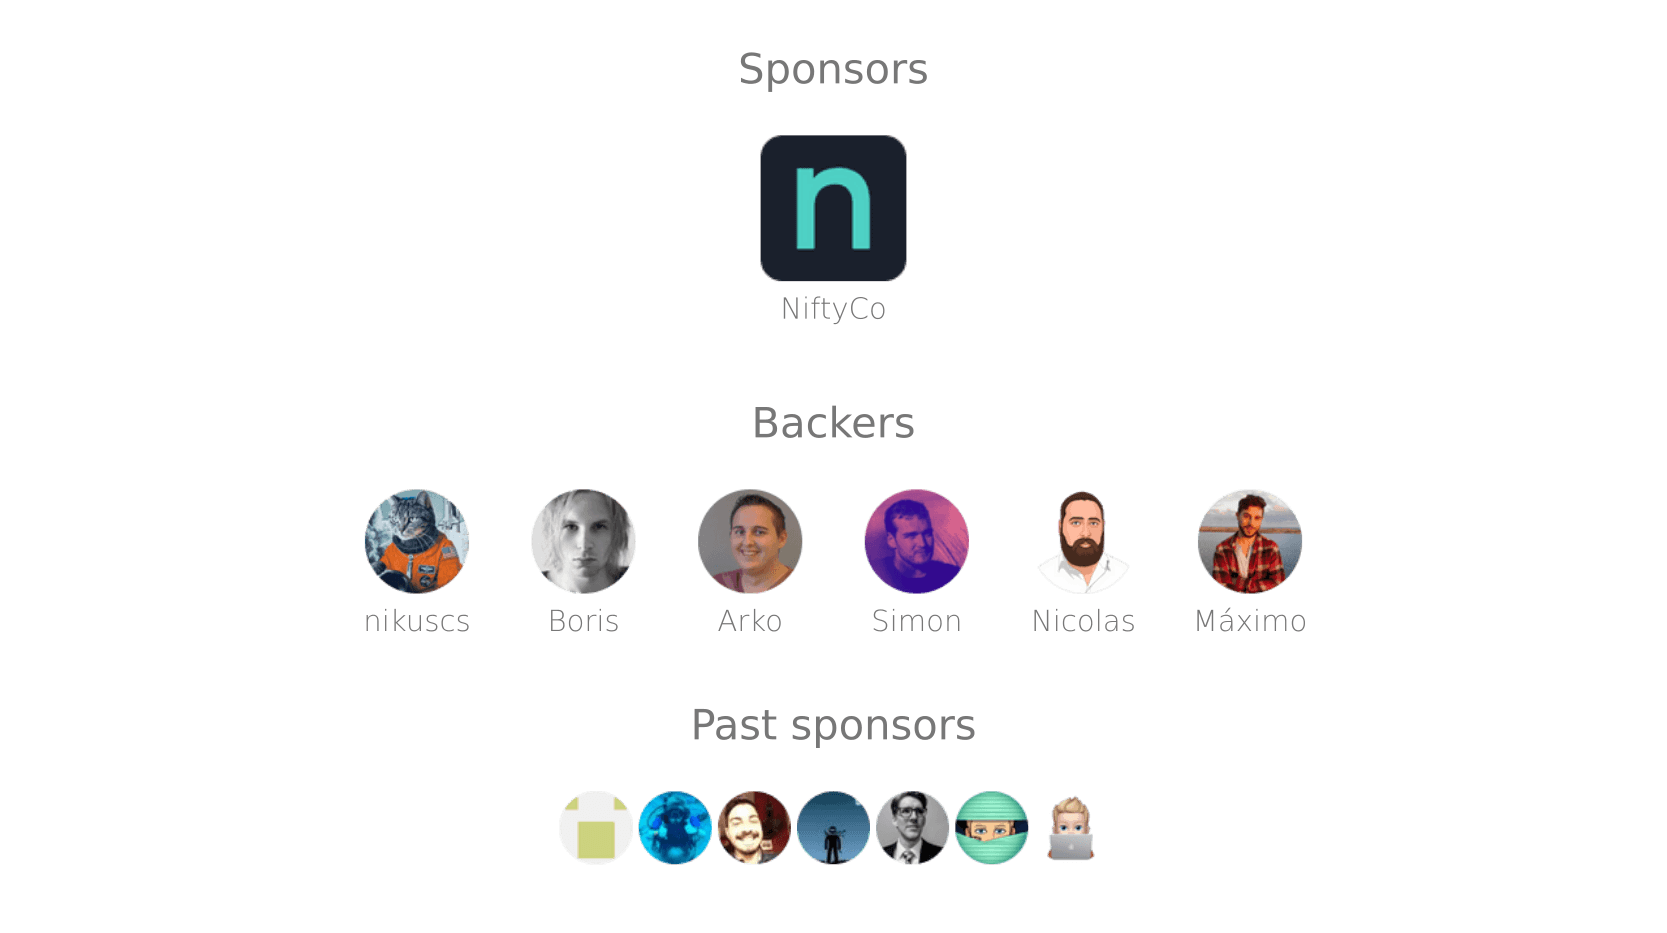 Sponsors
n
NiftyCo
Backers
nikuscs Boris Arko Simon Nicolas Máximo
Past sponsors